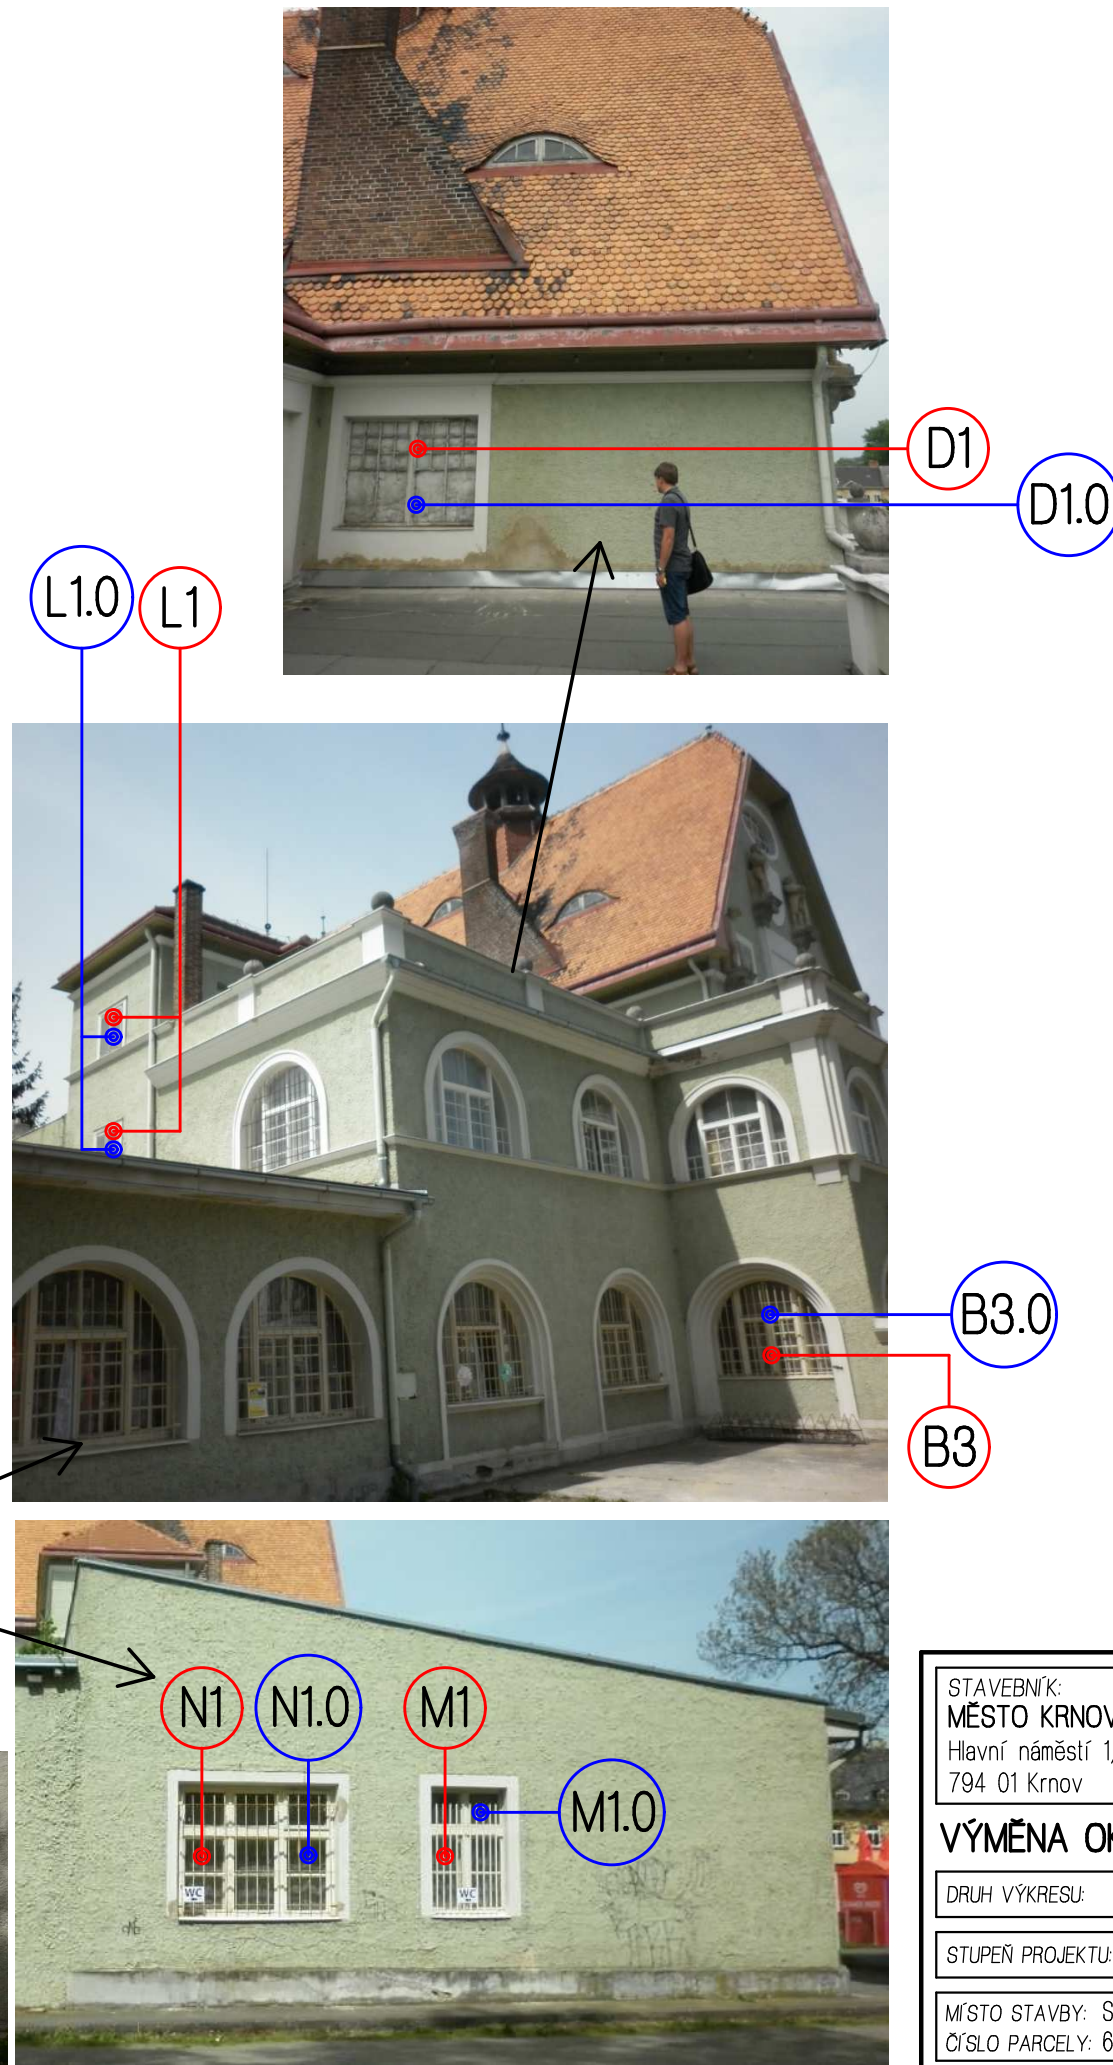 D1
D1.0
L1.0
L1
B3.0
B3
N1
N1.0
M1
M1.0
WC
WC
STAVEBNÍK:
MĚSTO KRNOV
Hlavní náměstí 1,
794 01 Krnov
VÝMĚNA
DRUH VÝKRESU:
STUPEŇ PROJEKTU:
MÍSTO STAVBY:
ČÍSLO PARCELY: 6